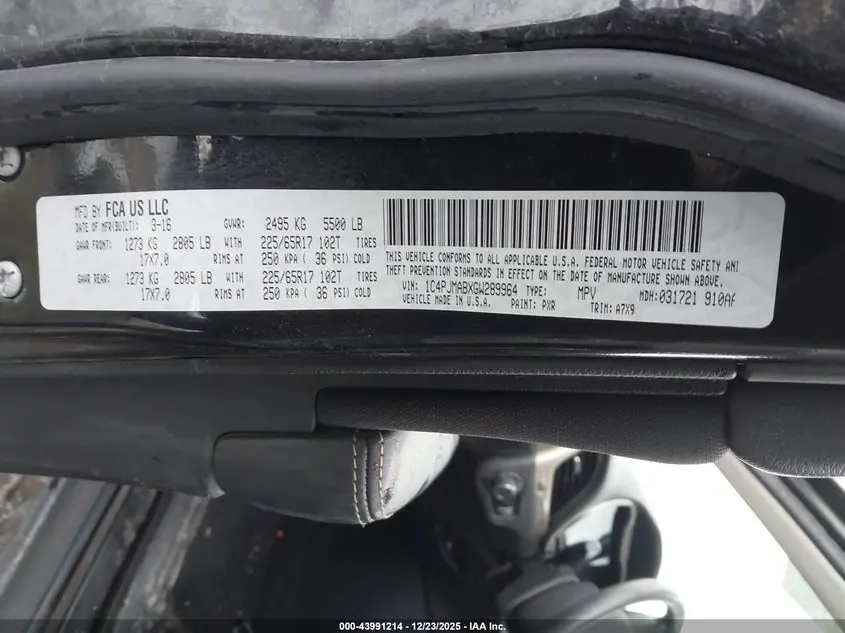 MFD BY FCA US LLC
DATE OF MFR(BUILT): 3-16 GVWR: 2495 KG 5500 LB
GAWR FRONT: 1273 KG 2805 LB WITH 225/65R17 102T TIRES
17X7.0 RIMS AT 250 KPA ( 36 PSI) COLD
GAWR REAR: 1273 KG 2805 LB WITH 225/65R17 102T TIRES
17X7.0 RIMS AT 250 KPA ( 36 PSI) COLD
THIS VEHICLE CONFORMS TO ALL APPLICABLE U.S.A. FEDERAL MOTOR VEHICLE SAFETY AND
THEFT PREVENTION STANDARDS IN EFFECT ON THE DATE OF MANUFACTURE SHOWN ABOVE.
VEHICLE IDENT. NO.: 1C4PJMABXGW289964 TYPE: MPV MDH:031721 910AA
VEHICLE MADE IN U.S.A. PAINT: PXR TRIM: A7X9
000-43991214 — 12/23/2025 — IAA Inc.